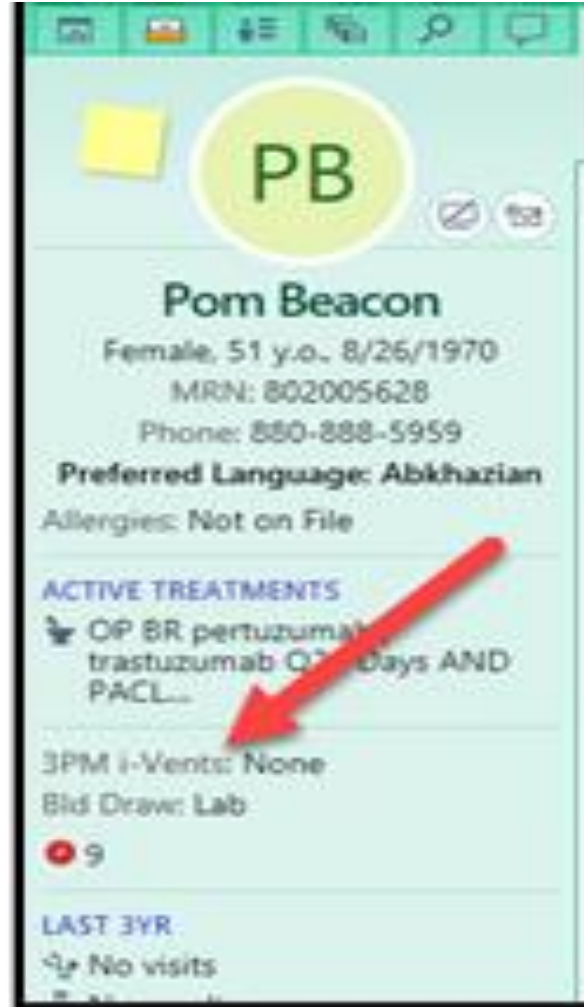 PB
Pom Beacon
Female, 51 y.o., 8/26/1970
MRN: 802005628
Phone: 880-888-5959
Preferred Language: Abkhazian
Allergies: Not on File
ACTIVE TREATMENTS
OP BR pertuzumab
trastuzumab Days AND
PACL...
3PM i-Vents: None
Bld Draw: Lab
9
LAST 3YR
No visits